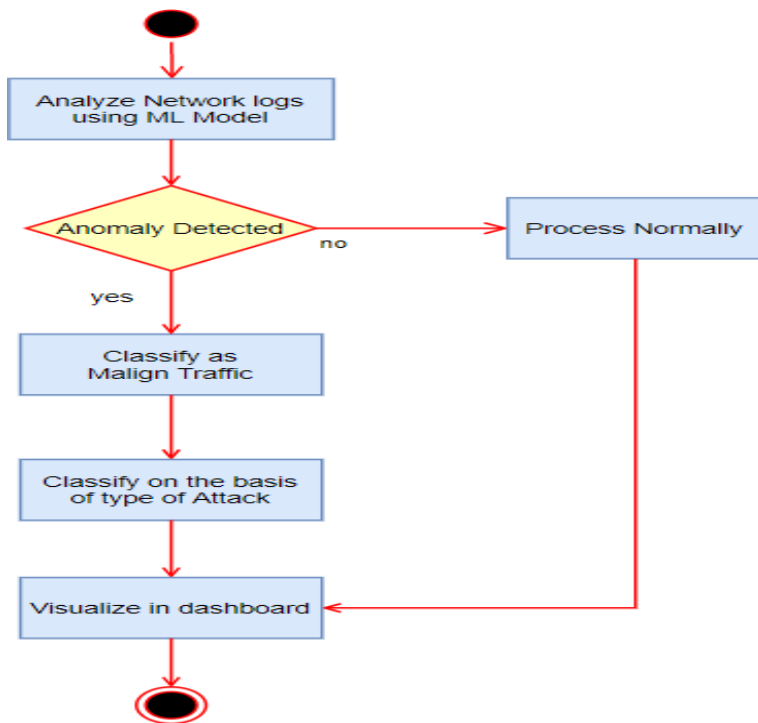 Analyze Network logs
using ML Model
Anomaly Detected
no
Process Normally
yes
Classify as
Malign Traffic
Classify on the basis
of type of Attack
Visualize in dashboard